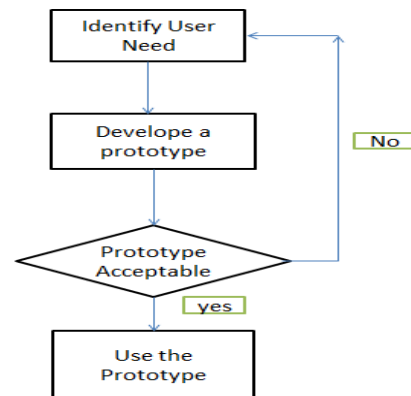 Identify User
Need
Develope a
prototype
No
Prototype
Acceptable
yes
Use the
Prototype